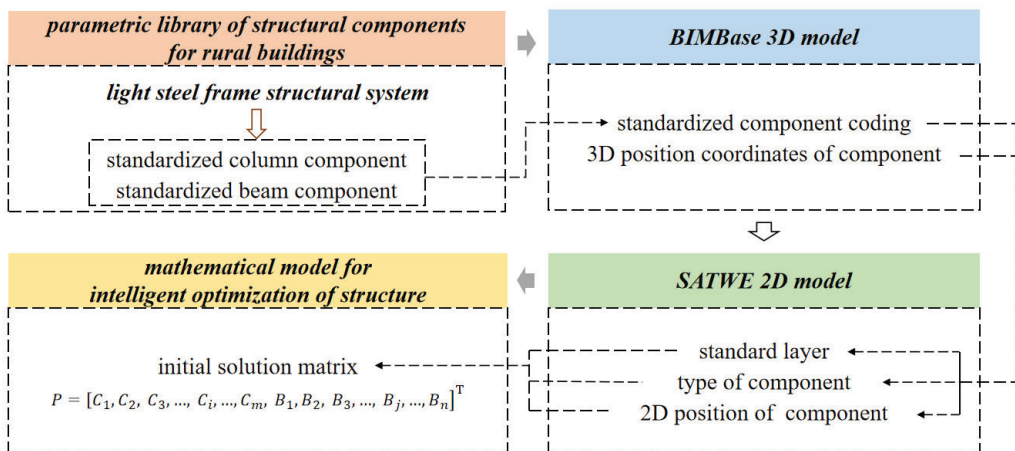 parametric library of structural components
for rural buildings
light steel frame structural system
standardized column component
standardized beam component
BIMBase 3D model
standardized component coding
3D position coordinates of component
mathematical model for
intelligent optimization of structure
initial solution matrix
P = [C₁, C₂, C₃, ..., Cᵢ, ..., Cₘ, B₁, B₂, B₃, ..., Bⱼ, ..., Bₙ]ᵀ
SATWE 2D model
standard layer
type of component
2D position of component